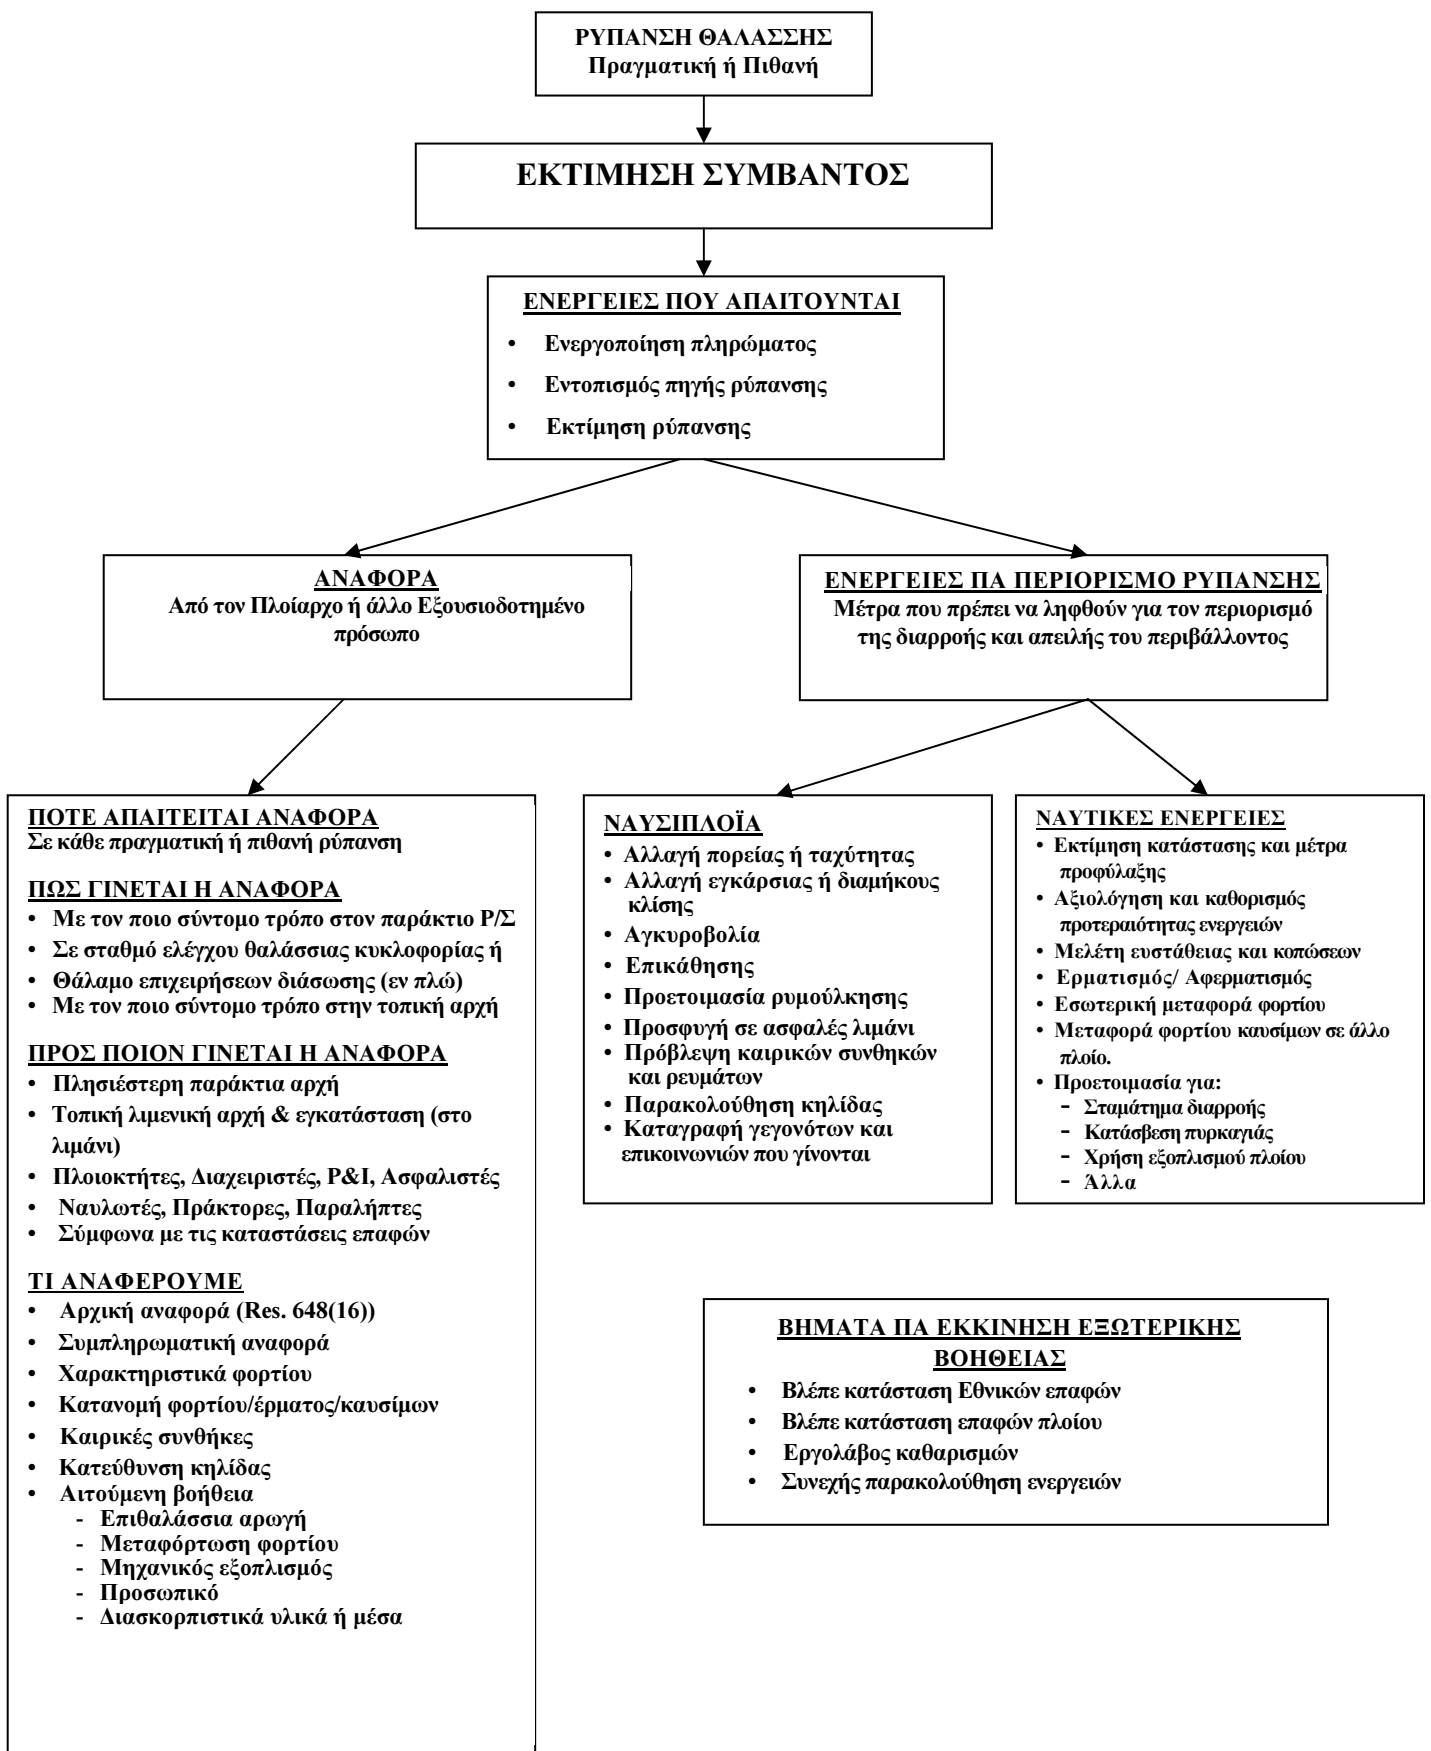 ΡΥΠΑΝΣΗ ΘΑΛΑΣΣΗΣ
Πραγματική ή Πιθανή
ΕΚΤΙΜΗΣΗ ΣΥΜΒΑΝΤΟΣ
ΕΝΕΡΓΕΙΕΣ ΠΟΥ ΑΠΑΙΤΟΥΝΤΑΙ
• Ενεργοποίηση πληρώματος
• Εντοπισμός πηγής ρύπανσης
• Εκτίμηση ρύπανσης
ΑΝΑΦΟΡΑ
Από τον Πλοίαρχο ή άλλο Εξουσιοδοτημένο
πρόσωπο
ΕΝΕΡΓΕΙΕΣ ΠΑ ΠΕΡΙΟΡΙΣΜΟ ΡΥΠΑΝΣΗΣ
Μέτρα που πρέπει να ληφθούν για τον περιορισμό
της διαρροής και απειλής του περιβάλλοντος
ΠΟΤΕ ΑΠΑΙΤΕΙΤΑΙ ΑΝΑΦΟΡΑ
Σε κάθε πραγματική ή πιθανή ρύπανση
ΠΩΣ ΓΙΝΕΤΑΙ Η ΑΝΑΦΟΡΑ
• Με τον ποιο σύντομο τρόπο στον παράκτιο Ρ/Σ
• Σε σταθμό ελέγχου θαλάσσιας κυκλοφορίας ή
• Θάλαμο επιχειρήσεων διάσωσης (εν πλώ)
• Με τον ποιο σύντομο τρόπο στην τοπική αρχή
ΠΡΟΣ ΠΟΙΟΝ ΓΙΝΕΤΑΙ Η ΑΝΑΦΟΡΑ
• Πλησιέστερη παράκτια αρχή
• Τοπική λιμενική αρχή & εγκατάσταση (στο
λιμάνι)
• Πλοιοκτήτες, Διαχειριστές, P&I, Ασφαλιστές
• Ναυλωτές, Πράκτορες, Παραλήπτες
• Σύμφωνα με τις καταστάσεις επαφών
ΤΙ ΑΝΑΦΕΡΟΥΜΕ
• Αρχική αναφορά (Res. 648(16))
• Συμπληρωματική αναφορά
• Χαρακτηριστικά φορτίου
• Κατανομή φορτίου/έρματος/καυσίμων
• Καιρικές συνθήκες
• Κατεύθυνση κηλίδας
• Αιτούμενη βοήθεια
- Επιθαλάσσια αρωγή
- Μεταφόρτωση φορτίου
- Μηχανικός εξοπλισμός
- Προσωπικό
- Διασκορπιστικά υλικά ή μέσα
ΝΑΥΣΙΠΛΟΪΑ
• Αλλαγή πορείας ή ταχύτητας
• Αλλαγή εγκάρσιας ή διαμήκους
κλίσης
• Αγκυροβολία
• Επικάθησης
• Προετοιμασία ρυμούλκησης
• Προσφυγή σε ασφαλές λιμάνι
• Πρόβλεψη καιρικών συνθηκών
και ρευμάτων
• Παρακολούθηση κηλίδας
• Καταγραφή γεγονότων και
επικοινωνιών που γίνονται
ΝΑΥΤΙΚΕΣ ΕΝΕΡΓΕΙΕΣ
• Εκτίμηση κατάστασης και μέτρα
προφύλαξης
• Αξιολόγηση και καθορισμός
προτεραιότητας ενεργειών
• Μελέτη ευστάθειας και κοπώσεων
• Ερματισμός/ Αφερματισμός
• Εσωτερική μεταφορά φορτίου
• Μεταφορά φορτίου καυσίμων σε άλλο
πλοίο.
• Προετοιμασία για:
- Σταμάτημα διαρροής
- Κατάσβεση πυρκαγιάς
- Χρήση εξοπλισμού πλοίου
- Άλλα
ΒΗΜΑΤΑ ΠΑ ΕΚΚΙΝΗΣΗ ΕΞΩΤΕΡΙΚΗΣ
ΒΟΗΘΕΙΑΣ
• Βλέπε κατάσταση Εθνικών επαφών
• Βλέπε κατάσταση επαφών πλοίου
• Εργολάβος καθαρισμών
• Συνεχής παρακολούθηση ενεργειών